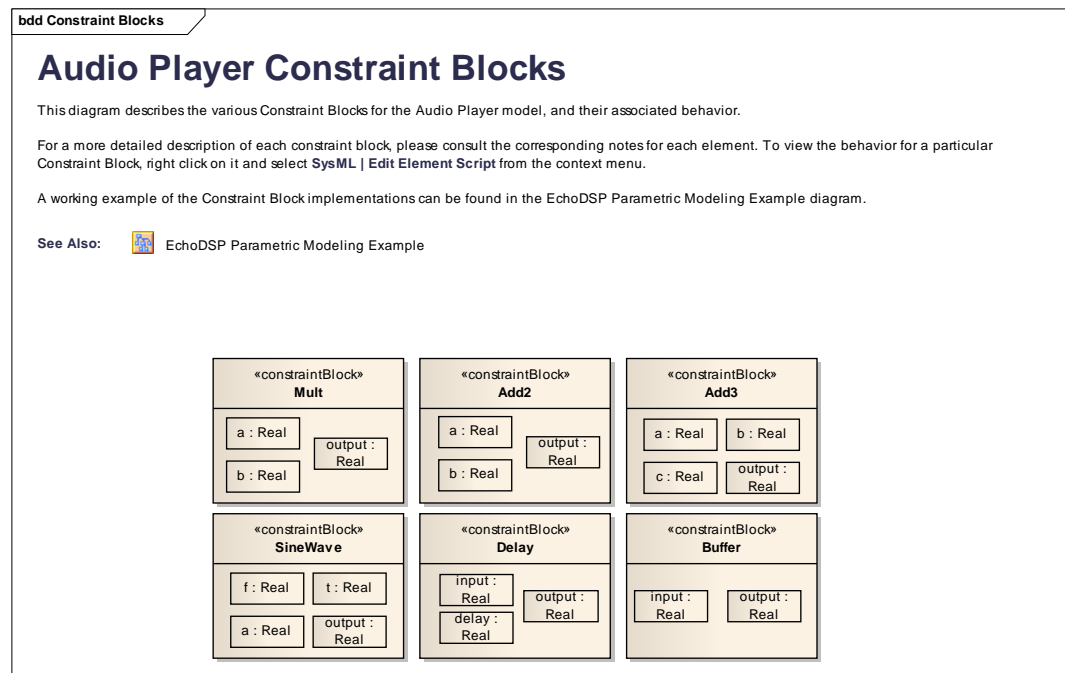 bdd Constraint Blocks
Audio Player Constraint Blocks
This diagram describes the various Constraint Blocks for the Audio Player model, and their associated behavior.
For a more detailed description of each constraint block, please consult the corresponding notes for each element. To view the behavior for a particular
Constraint Block, right click on it and select SysML | Edit Element Script from the context menu.
A working example of the Constraint Block implementations can be found in the EchoDSP Parametric Modeling Example diagram.
See Also: EchoDSP Parametric Modeling Example
«constraintBlock»
Mult
a : Real
b : Real
output :
Real
«constraintBlock»
Add2
a : Real
b : Real
output :
Real
«constraintBlock»
Add3
a : Real
b : Real
c : Real
output :
Real
«constraintBlock»
SineWave
f : Real
t : Real
a : Real
output :
Real
«constraintBlock»
Delay
input :
Real
delay :
Real
output :
Real
«constraintBlock»
Buffer
input :
Real
output :
Real